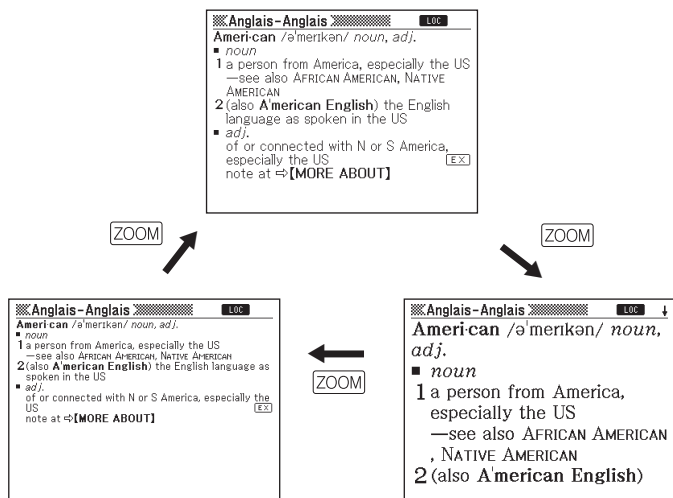 Anglais-Anglais LOC
Ameri·can /ə'merɪkən/ noun, adj.
■ noun
1 a person from America, especially the US
—see also AFRICAN AMERICAN, NATIVE
AMERICAN
2 (also A'merican English) the English
language as spoken in the US
■ adj.
of or connected with N or S America,
especially the US EX
note at ⇨【MORE ABOUT】
ZOOM
ZOOM
Anglais-Anglais LOC
Ameri·can /ə'merɪkən/ noun, adj.
■ noun
1 a person from America, especially the US
—see also AFRICAN AMERICAN, NATIVE AMERICAN
2 (also A'merican English) the English language as
spoken in the US
■ adj.
of or connected with N or S America, especially the
US EX
note at ⇨【MORE ABOUT】
ZOOM
Anglais-Anglais LOC ↓
Ameri·can /ə'merɪkən/ noun,
adj.
■ noun
1 a person from America,
especially the US
—see also AFRICAN AMERICAN
, NATIVE AMERICAN
2 (also A'merican English)